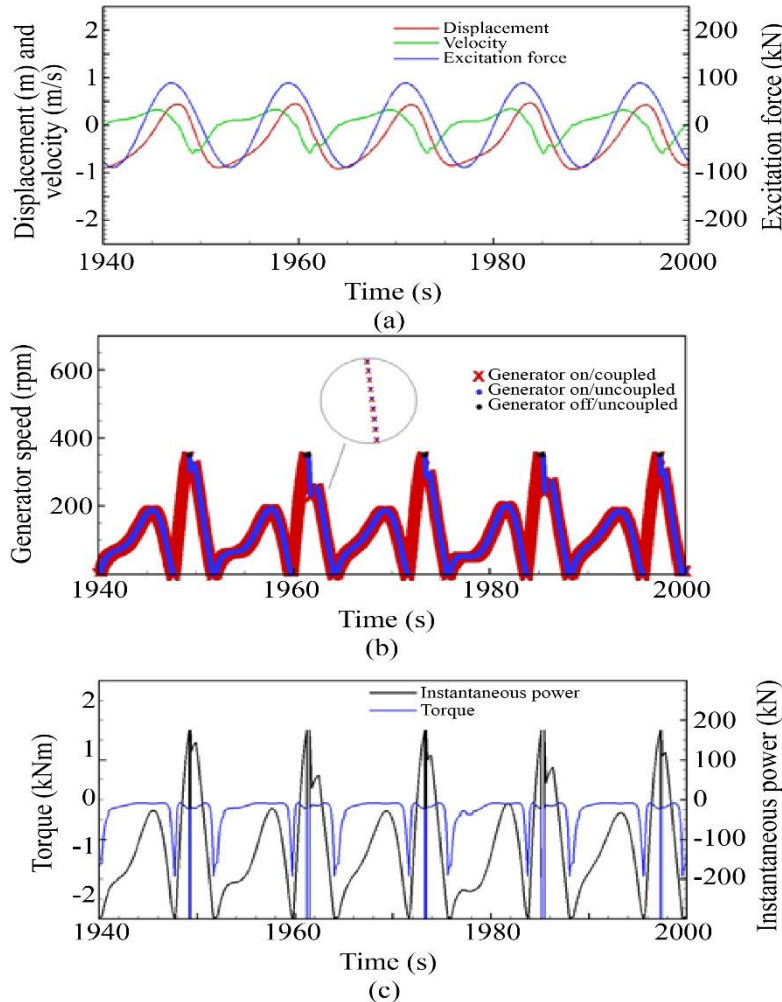 2
1
0
-1
-2
Displacement (m) and
velocity (m/s)
Displacement
Velocity
Excitation force
200
100
0
-100
-200
Excitation force (kN)
1940
1960
1980
2000
Time (s)
(a)
600
400
200
Generator speed (rpm)
Generator on/coupled
Generator on/uncoupled
Generator off/uncoupled
1940
1960
1980
2000
Time (s)
(b)
2
1
0
-1
-2
Torque (kNm)
Instantaneous power
Torque
200
100
0
-100
-200
Instantaneous power (kN)
1940
1960
1980
2000
Time (s)
(c)